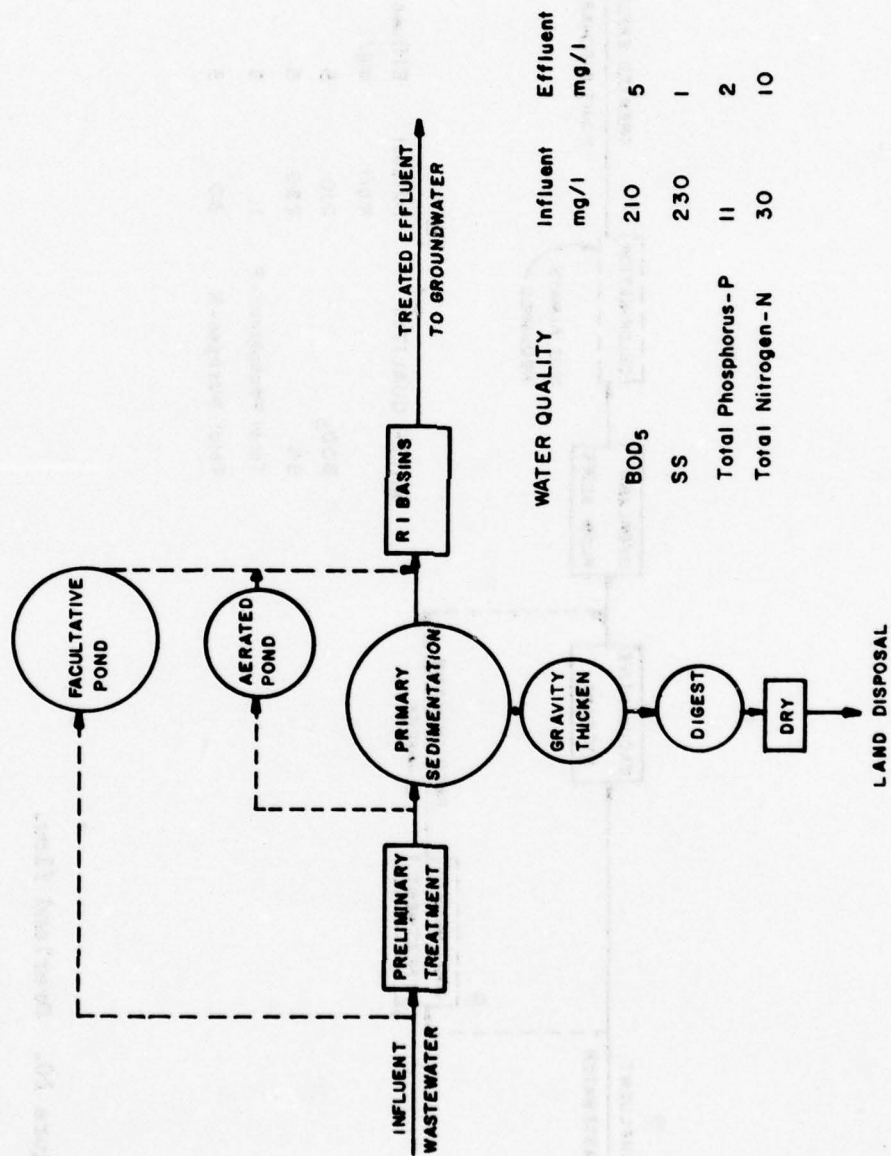 FACULTATIVE
POND
AERATED
POND
INFLUENT
WASTEWATER
PRELIMINARY
TREATMENT
PRIMARY
SEDIMENTATION
R I BASINS
TREATED EFFLUENT
TO GROUNDWATER
GRAVITY
THICKEN
DIGEST
DRY
LAND DISPOSAL
WATER QUALITY Influent Effluent
mg/l mg/l
BOD5 210 5
SS 230 1
Total Phosphorus-P 11 2
Total Nitrogen-N 30 10